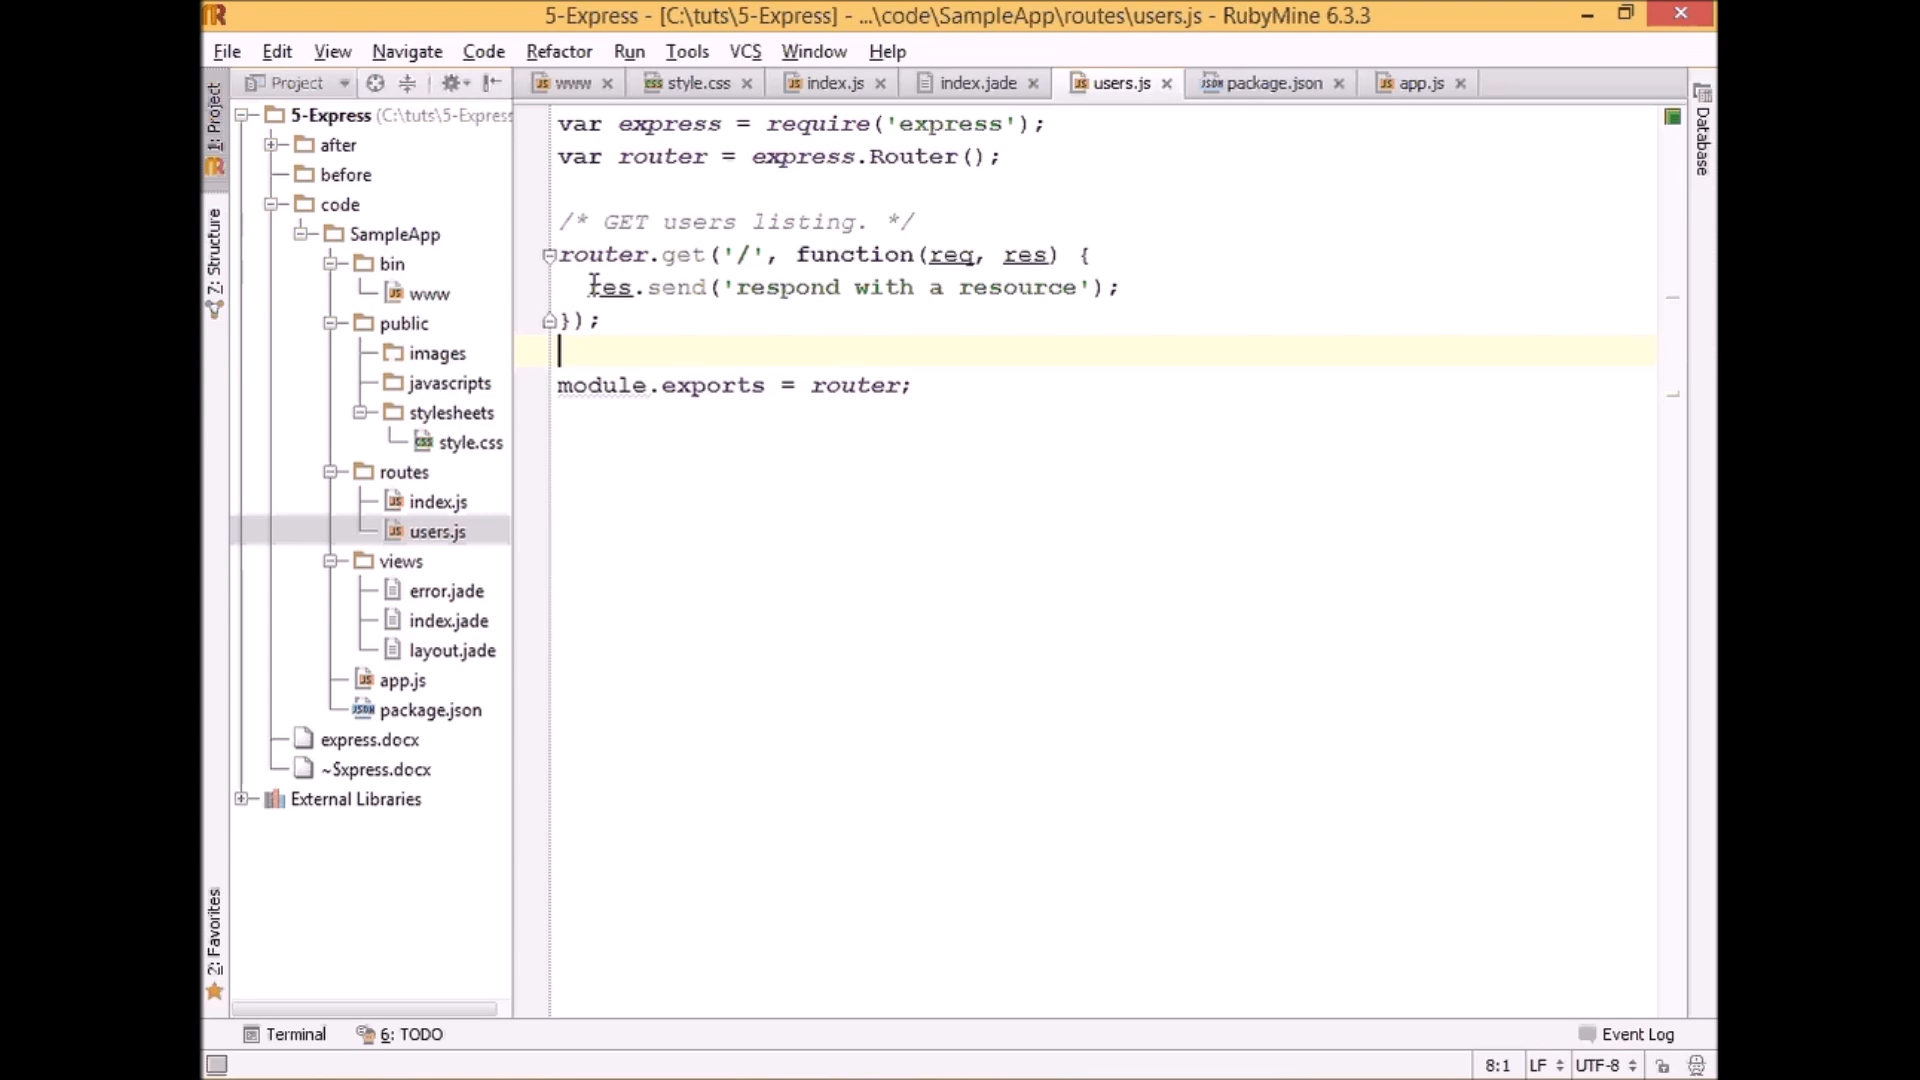 5-Express - [C:\tuts\5-Express] - ...\code\SampleApp\routes\users.js - RubyMine 6.3.3
File Edit View Navigate Code Refactor Run Tools VCS Window Help
Project
www style.css index.js index.jade users.js package.json app.js
1: Project
7: Structure
2: Favorites
5-Express (C:\tuts\5-Express
after
before
code
SampleApp
bin
www
public
images
javascripts
stylesheets
style.css
routes
index.js
users.js
views
error.jade
index.jade
layout.jade
app.js
package.json
express.docx
~$xpress.docx
External Libraries
var express = require('express');
var router = express.Router();
/* GET users listing. */
router.get('/', function(req, res) {
res.send('respond with a resource');
});
module.exports = router;
Database
Terminal 6: TODO Event Log
8:1 LF UTF-8